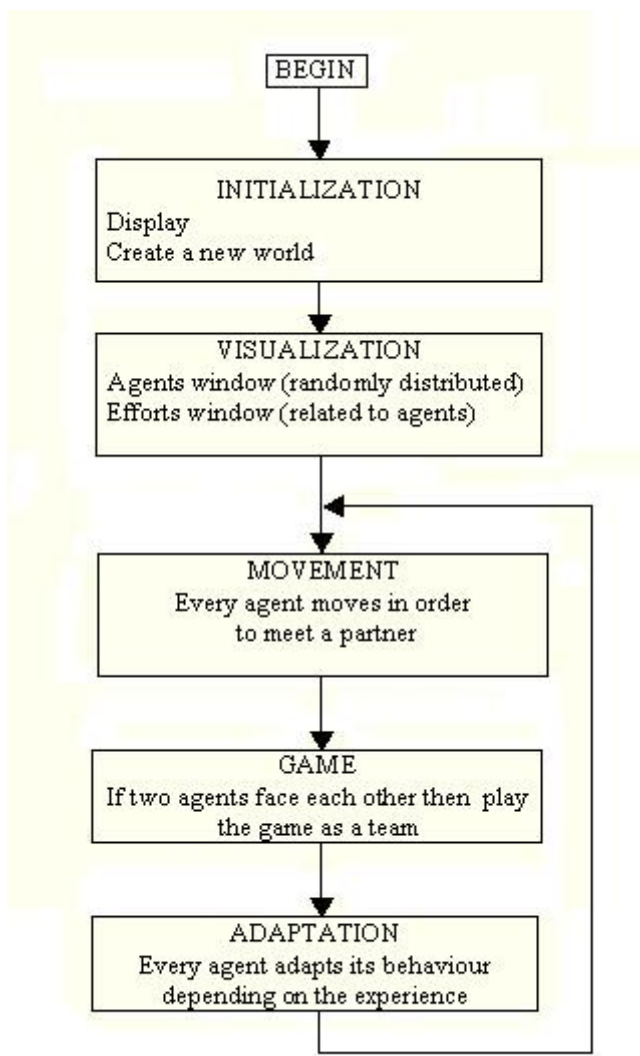 BEGIN
INITIALIZATION
Display
Create a new world
VISUALIZATION
Agents window (randomly distributed)
Efforts window (related to agents)
MOVEMENT
Every agent moves in order
to meet a partner
GAME
If two agents face each other then play
the game as a team
ADAPTATION
Every agent adapts its behaviour
depending on the experience